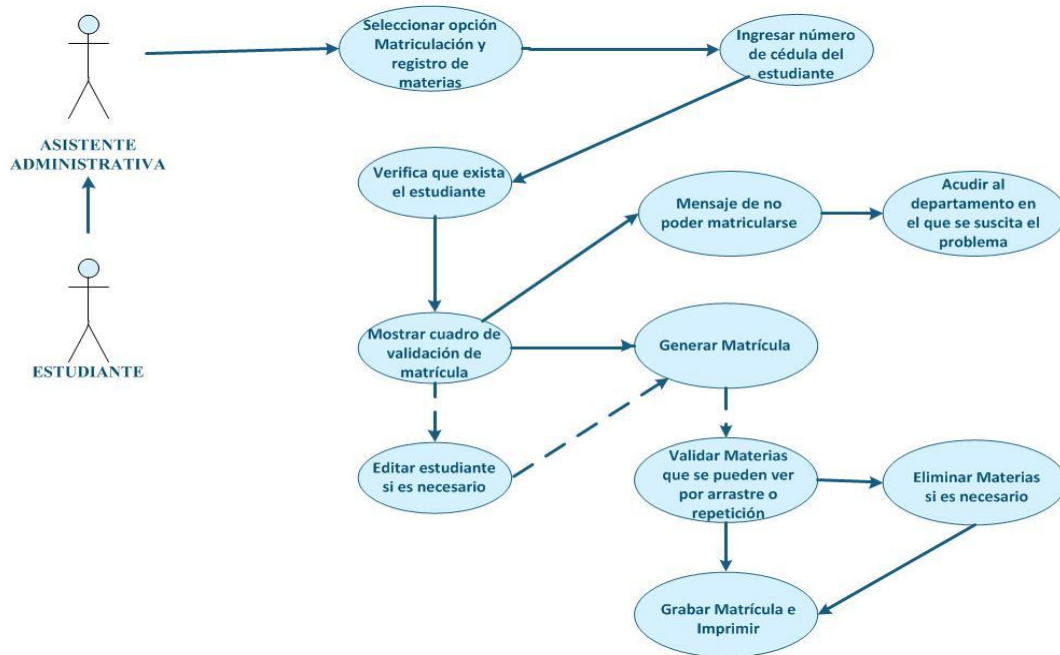 Seleccionar opción
Matriculación y
registro de
materias
Ingresar número
de cédula del
estudiante
ASISTENTE
ADMINISTRATIVA
Verifica que exista
el estudiante
Mensaje de no
poder matricularse
Acudir al
departamento en
el que se suscita el
problema
ESTUDIANTE
Mostrar cuadro de
validación de
matrícula
Generar Matrícula
Editar estudiante
si es necesario
Validar Materias
que se pueden ver
por arrastre o
repetición
Eliminar Materias
si es necesario
Grabar Matrícula e
Imprimir